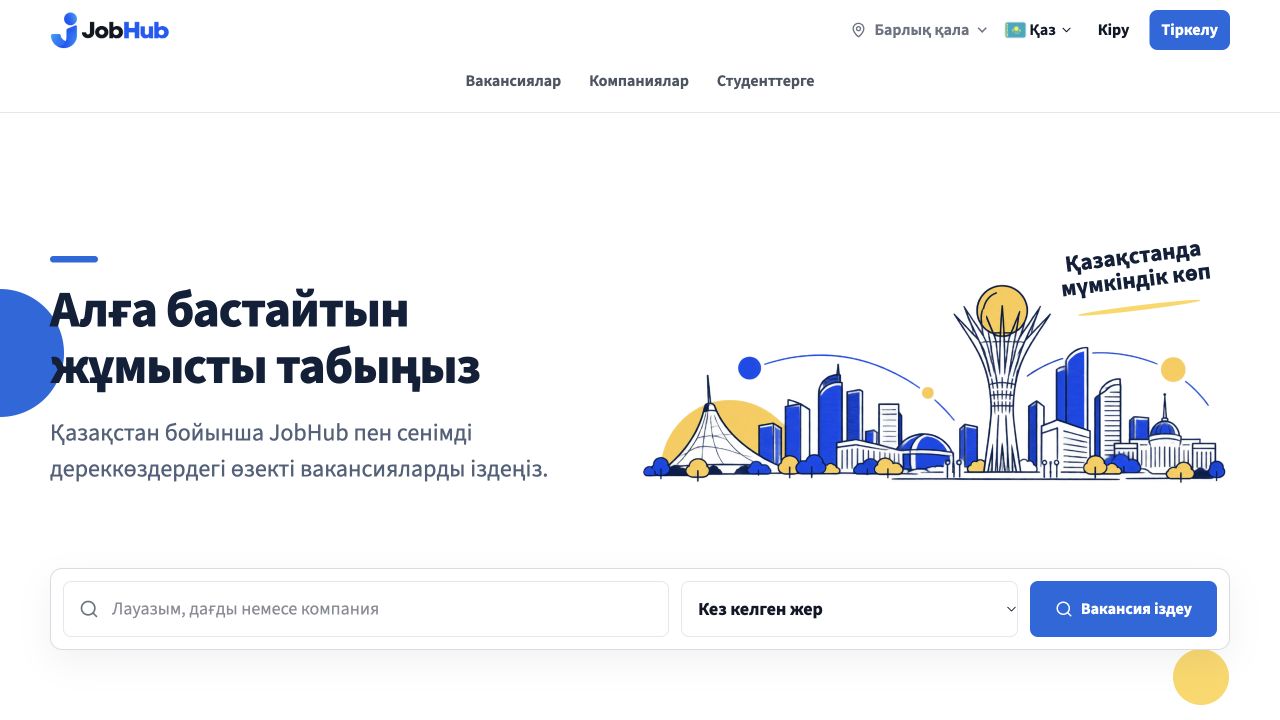 JobHub
Барлық қала
Қаз
Кіру
Тіркелу
Вакансиялар
Компаниялар
Студенттерге
Қазақстанда
мүмкіндік көп
Алға бастайтын
жұмысты табыңыз
Қазақстан бойынша JobHub пен сенімді
дереккөздердегі өзекті вакансияларды іздеңіз.
Лауазым, дағды немесе компания
Кез келген жер
Вакансия іздеу